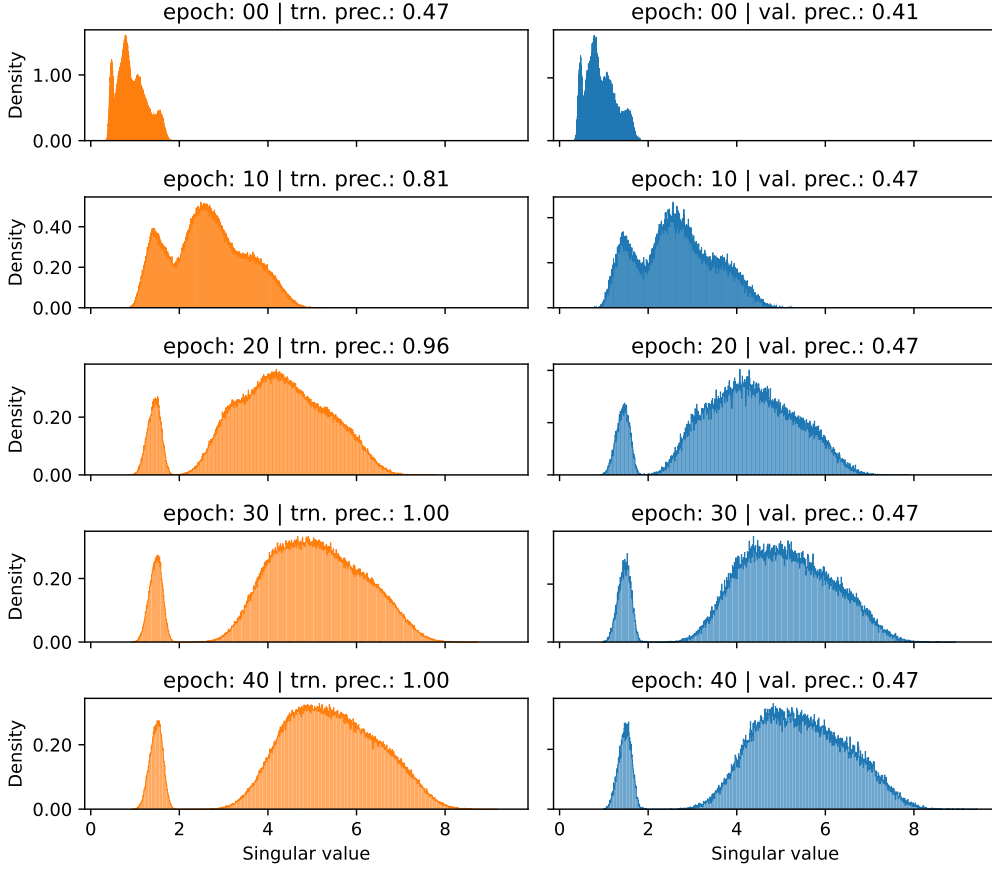 epoch: 00 | trn. prec.: 0.47
epoch: 00 | val. prec.: 0.41
Density
1.00
0.00
epoch: 10 | trn. prec.: 0.81
epoch: 10 | val. prec.: 0.47
Density
0.40
0.20
0.00
epoch: 20 | trn. prec.: 0.96
epoch: 20 | val. prec.: 0.47
Density
0.20
0.00
epoch: 30 | trn. prec.: 1.00
epoch: 30 | val. prec.: 0.47
Density
0.20
0.00
epoch: 40 | trn. prec.: 1.00
epoch: 40 | val. prec.: 0.47
Density
0.20
0.00
0 2 4 6 8
0 2 4 6 8
Singular value
Singular value